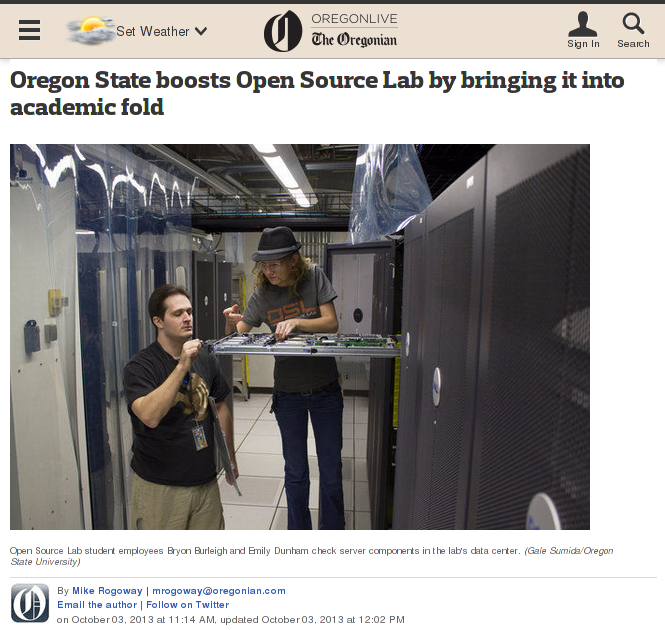 Set Weather
OREGONLIVE
The Oregonian
Sign In
Search
Oregon State boosts Open Source Lab by bringing it into
academic fold
OSL
Open Source Lab student employees Bryon Burleigh and Emily Dunham check server components in the lab's data center. (Gale Sumida/Oregon
State University)
By Mike Rogoway | mrogoway@oregonian.com
Email the author | Follow on Twitter
on October 03, 2013 at 11:14 AM, updated October 03, 2013 at 12:02 PM